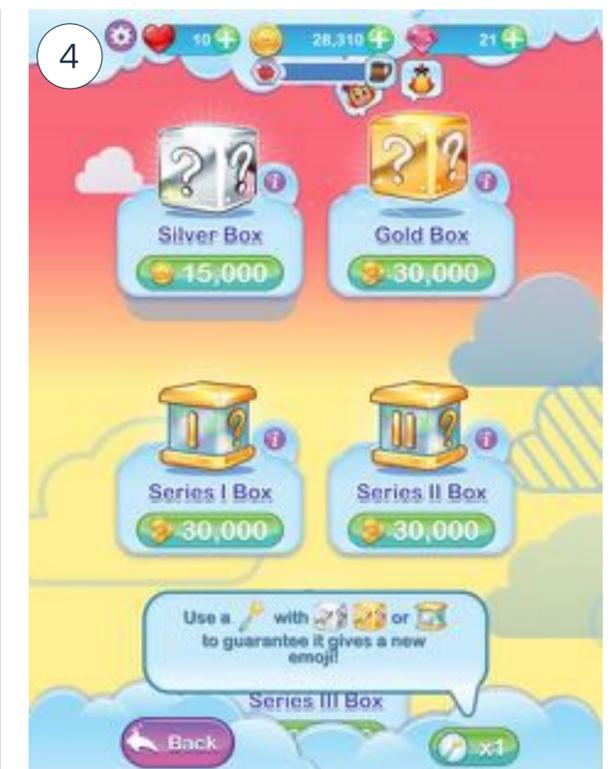 4
10 28,310 21
? ? ? ?
Silver Box Gold Box
15,000 30,000
I ? II ?
Series I Box Series II Box
30,000 30,000
Use a with or
to guarantee it gives a new
emoji!
Series III Box
Back x1